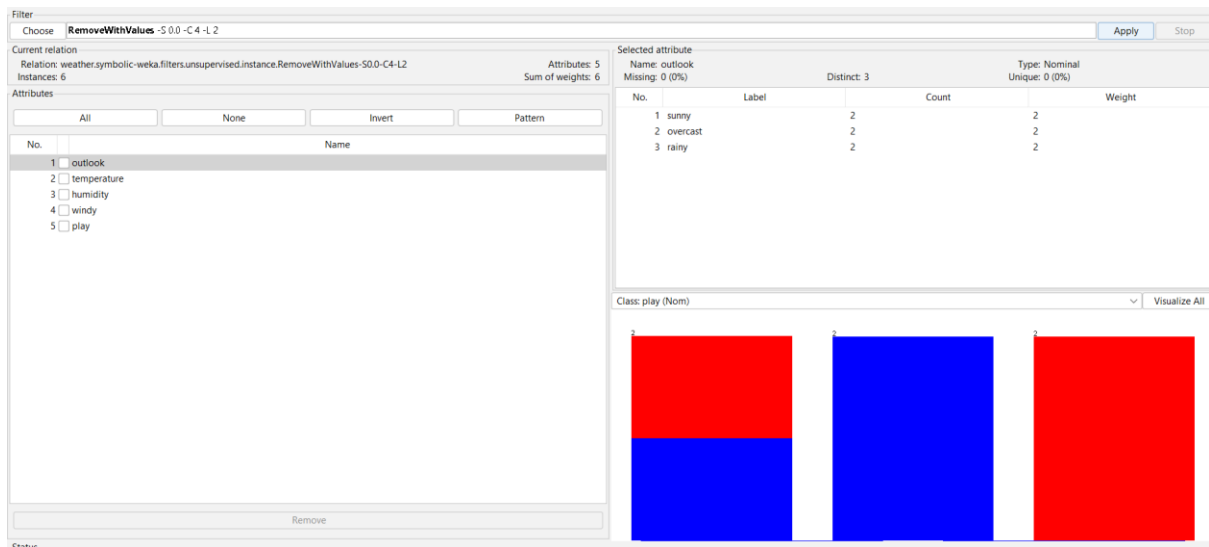 Filter
Choose RemoveWithValues -S 0.0 -C 4 -L 2 Apply Stop
Current relation
Relation: weather.symbolic-weka.filters.unsupervised.instance.RemoveWithValues-S0.0-C4-L2 Attributes: 5
Instances: 6 Sum of weights: 6
Attributes
All None Invert Pattern
No. Name
1 outlook
2 temperature
3 humidity
4 windy
5 play
Remove
Status
Selected attribute
Name: outlook Type: Nominal
Missing: 0 (0%) Distinct: 3 Unique: 0 (0%)
No. Label Count Weight
1 sunny 2 2
2 overcast 2 2
3 rainy 2 2
Class: play (Nom) Visualize All
2 2 2